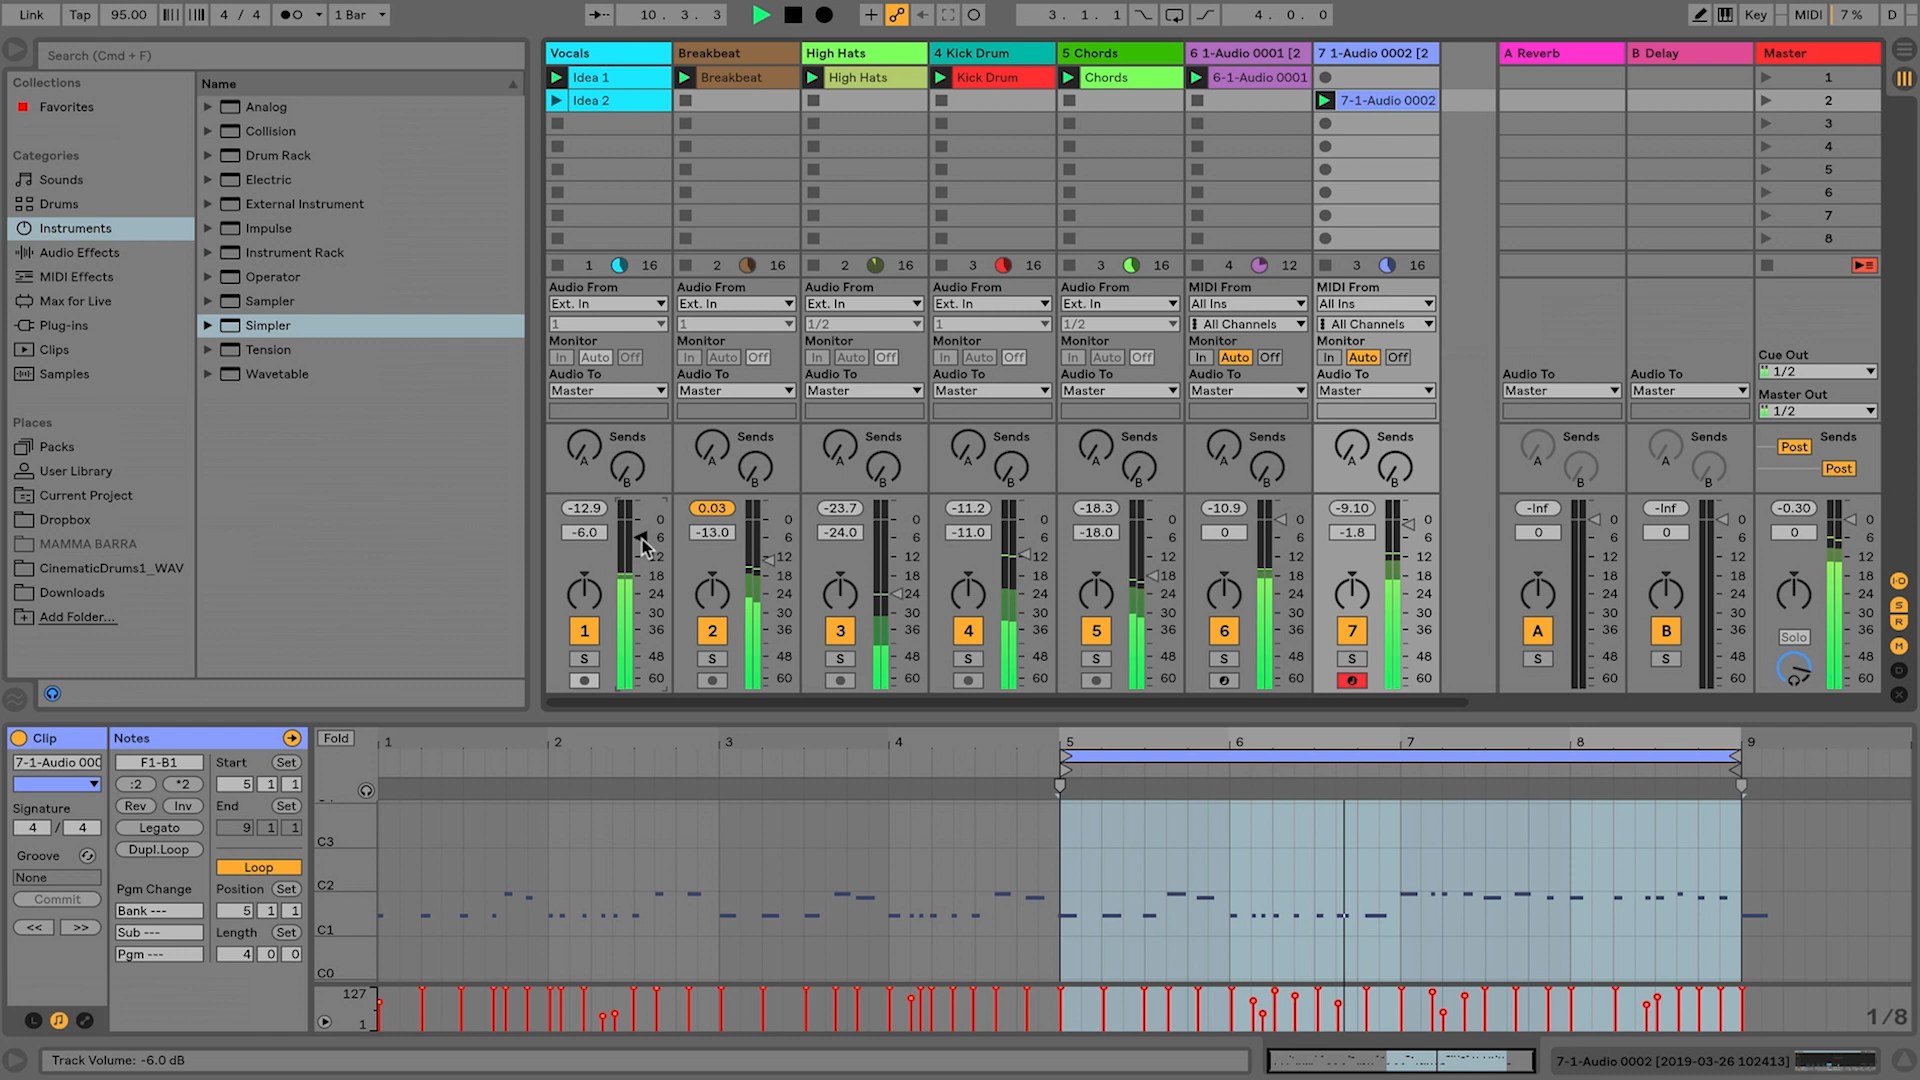 Link Tap 95.00 4 / 4 1 Bar 10. 3. 3 3. 1. 1 4. 0. 0 Key MIDI 7 % D
Search (Cmd + F)
Collections
Favorites
Categories
Sounds
Drums
Instruments
Audio Effects
MIDI Effects
Max for Live
Plug-ins
Clips
Samples
Places
Packs
User Library
Current Project
Dropbox
MAMMA BARRA
CinematicDrums1_WAV
Downloads
Add Folder...
Name
Analog
Collision
Drum Rack
Electric
External Instrument
Impulse
Instrument Rack
Operator
Sampler
Simpler
Tension
Wavetable
Vocals Breakbeat High Hats 4 Kick Drum 5 Chords 6 1-Audio 0001 [2 7 1-Audio 0002 [2 A Reverb B Delay Master
Idea 1 Breakbeat High Hats Kick Drum Chords 6-1-Audio 0001 1
Idea 2 7-1-Audio 0002 2
3
4
5
6
7
8
1 16 2 16 2 16 3 16 3 16 4 12 3 16
Audio From Audio From Audio From Audio From Audio From MIDI From MIDI From
Ext. In Ext. In Ext. In Ext. In Ext. In All Ins All Ins
1 1 1/2 1 1/2 All Channels All Channels
Monitor Monitor Monitor Monitor Monitor Monitor Monitor
In Auto Off In Auto Off In Auto Off In Auto Off In Auto Off In Auto Off In Auto Off
Cue Out
1/2
Audio To Audio To Audio To Audio To Audio To Audio To Audio To Audio To Audio To
Master Master Master Master Master Master Master Master Master
Master Out
1/2
Sends Sends Sends Sends Sends Sends Sends Sends Sends Sends
A A A A A A A A A Post
B B B B B B B B B Post
-12.9 0.03 -23.7 -11.2 -18.3 -10.9 -9.10 -Inf -Inf -0.30
-6.0 -13.0 -24.0 -11.0 -18.0 0 -1.8 0 0 0
0 0 0 0 0 0 0 0 0 0
6 6 6 6 6 6 6 6 6 6
12 12 12 12 12 12 12 12 12 12
18 18 18 18 18 18 18 18 18 18
24 24 24 24 24 24 24 24 24 24
30 30 30 30 30 30 30 30 30 30
1 36 2 36 3 36 4 36 5 36 6 36 7 36 A 36 B 36 Solo 36
S 48 S 48 S 48 S 48 S 48 S 48 S 48 S 48 S 48 48
60 60 60 60 60 60 60 60 60 60
I·O
S
R
M
D
X
Clip
7-1-Audio 000
Signature
4 / 4
Groove
None
Commit
<< >>
Notes
F1-B1
:2 *2
Rev Inv
Legato
Dupl.Loop
Pgm Change
Bank ---
Sub ---
Pgm ---
Start Set
5 1 1
End Set
9 1 1
Loop
Position Set
5 1 1
Length Set
4 0 0
L
Fold 1 2 3 4 5 6 7 8 9
C3
C2
C1
C0
127
1
1/8
Track Volume: -6.0 dB
7-1-Audio 0002 [2019-03-26 102413]